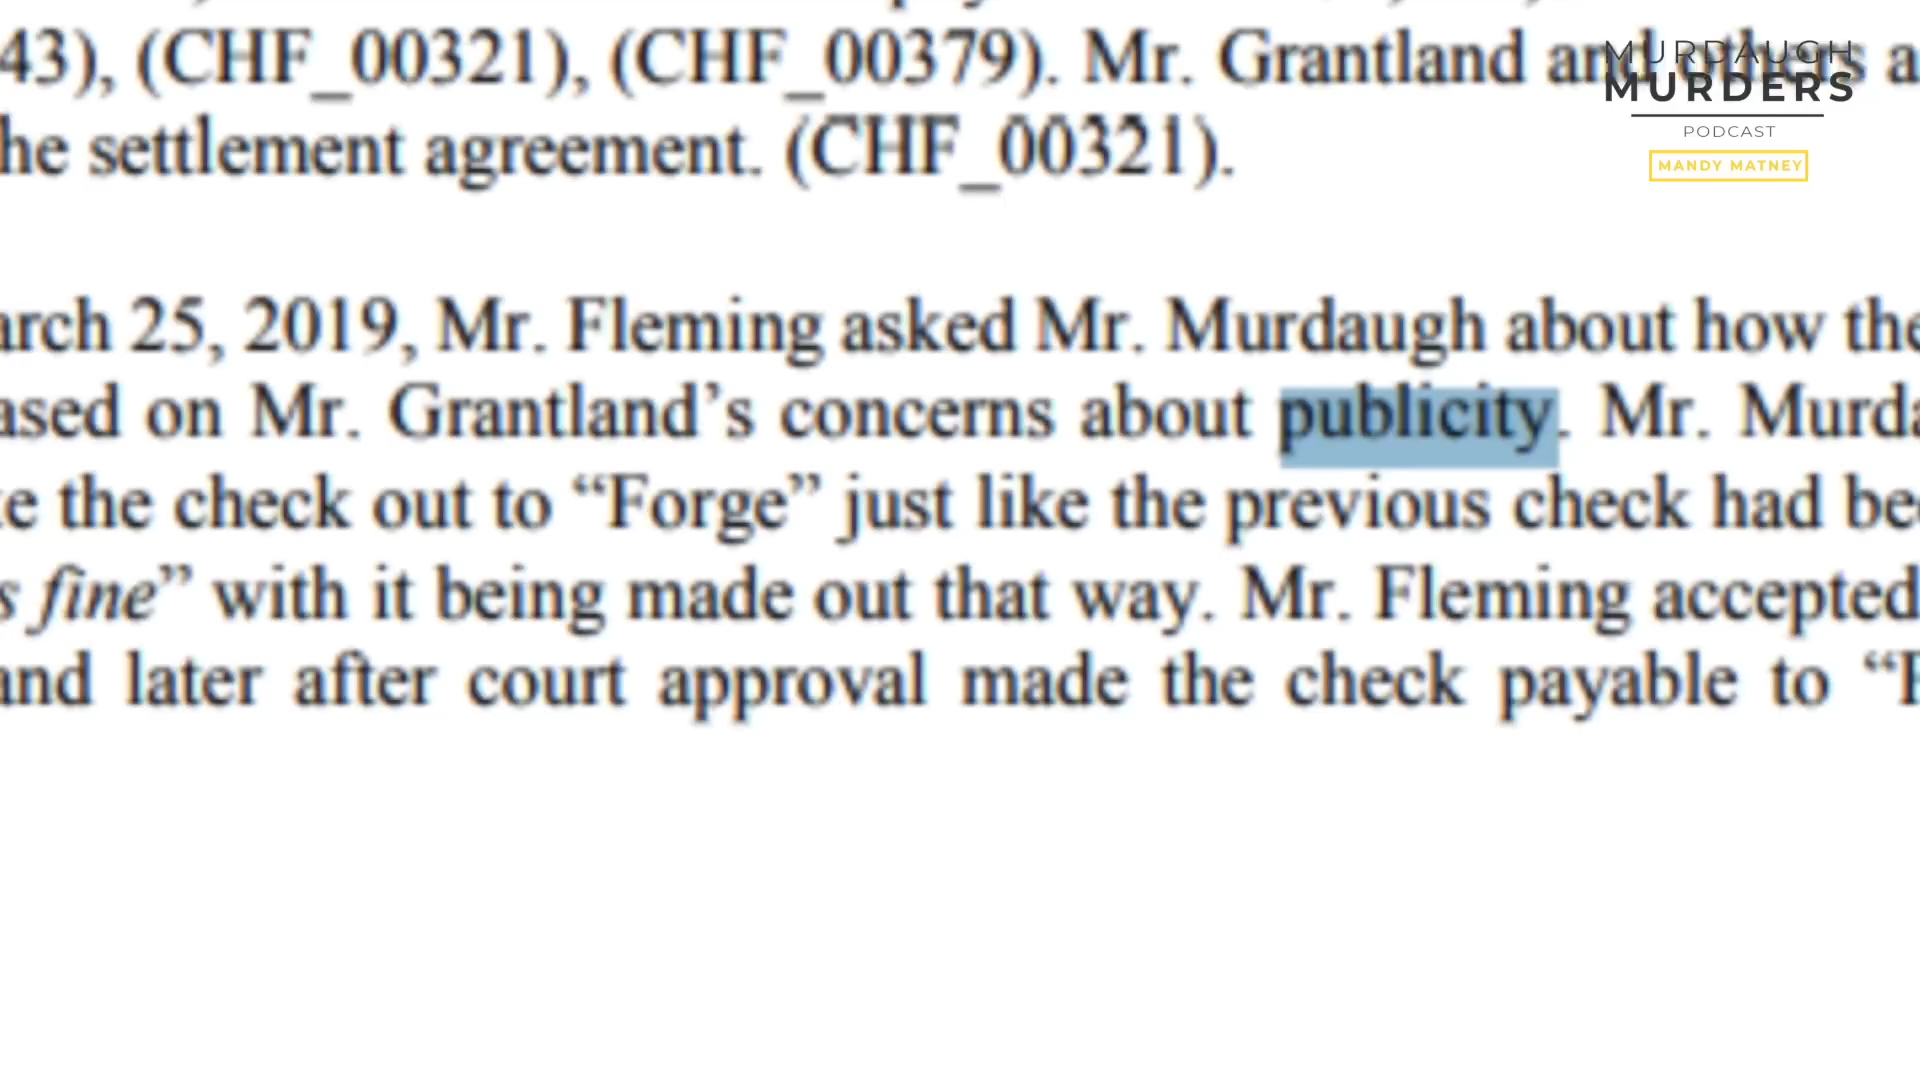 43), (CHF_00321), (CHF_00379). Mr. Grantland and others a
he settlement agreement. (CHF_00321).
arch 25, 2019, Mr. Fleming asked Mr. Murdaugh about how the
ased on Mr. Grantland’s concerns about publicity. Mr. Murda
e the check out to “Forge” just like the previous check had be
s fine” with it being made out that way. Mr. Fleming accepted
and later after court approval made the check payable to “F
MURDAUGH
MURDERS
PODCAST
MANDY MATNEY